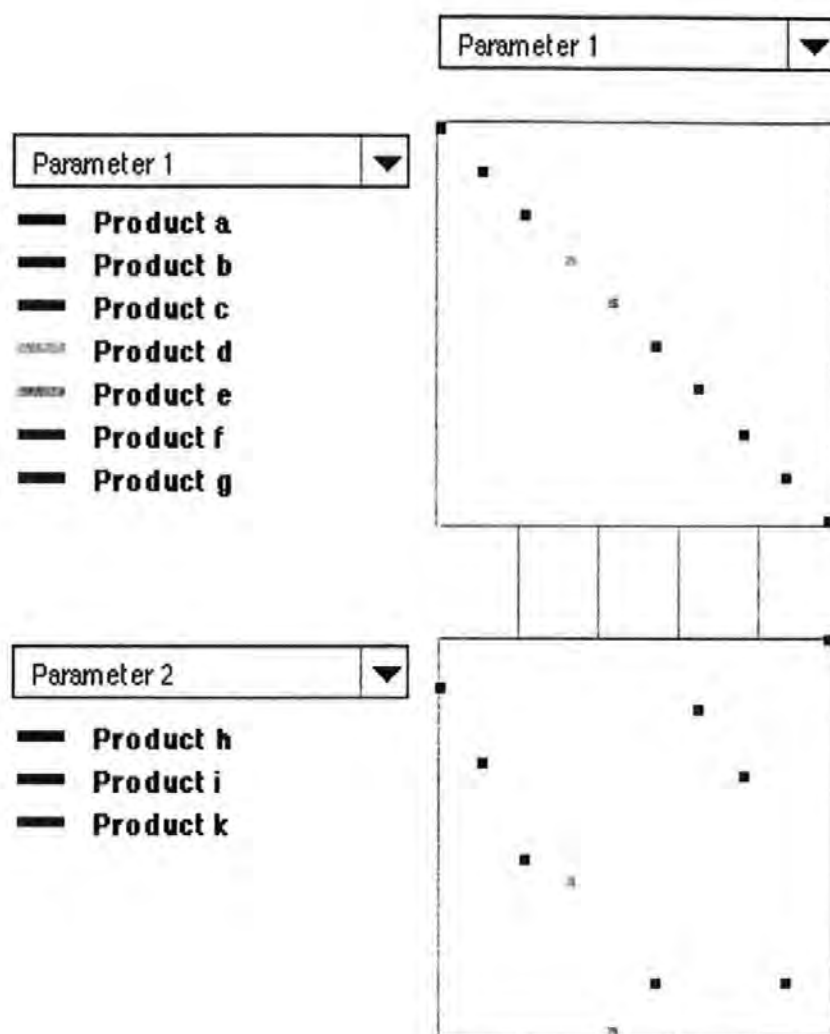 Parameter 1
Parameter 1
Product a
Product b
Product c
Product d
Product e
Product f
Product g
Parameter 2
Product h
Product i
Product k